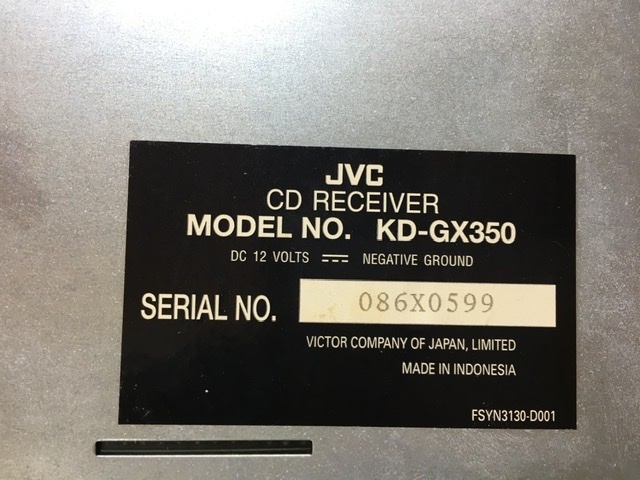 JVC
CD RECEIVER
MODEL NO. KD-GX350
DC 12 VOLTS ⎓ NEGATIVE GROUND
SERIAL NO. 086X0599
VICTOR COMPANY OF JAPAN, LIMITED
MADE IN INDONESIA
FSYN3130-D001